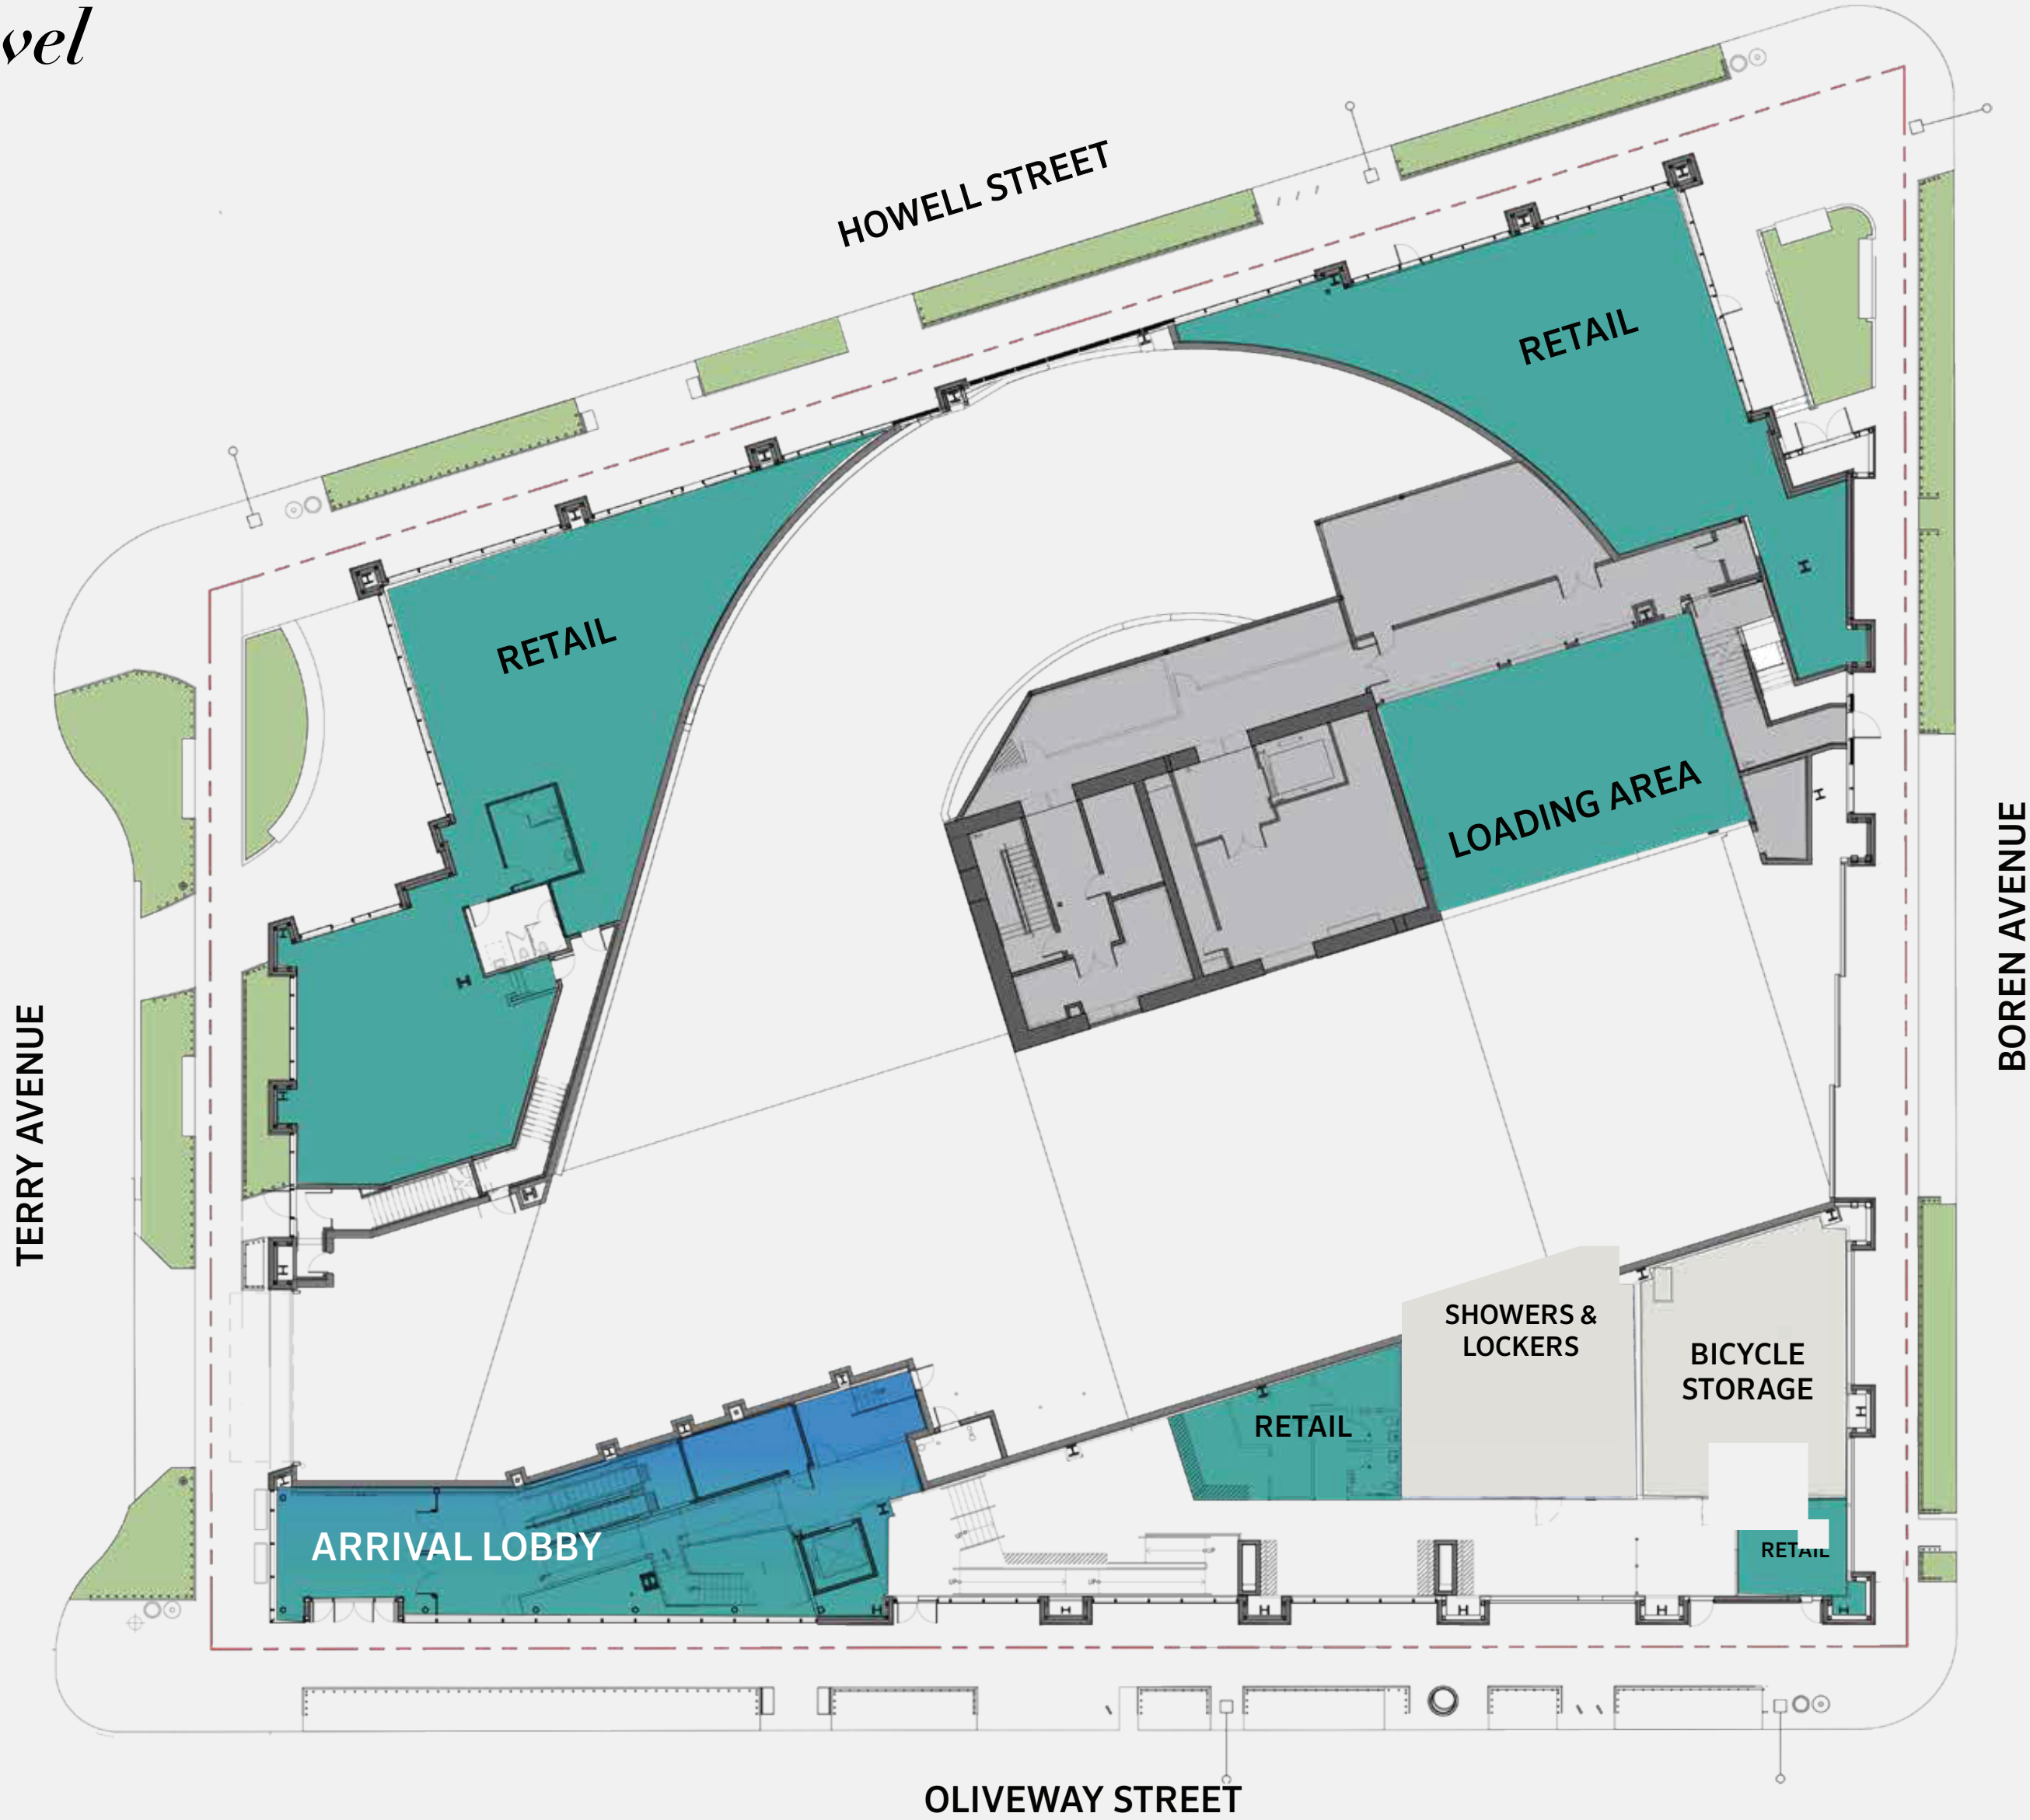 vel
HOWELL STREET
RETAIL
RETAIL
LOADING AREA
BOREN AVENUE
TERRY AVENUE
SHOWERS &
LOCKERS
BICYCLE
STORAGE
RETAIL
ARRIVAL LOBBY
RETAIL
OLIVEWAY STREET